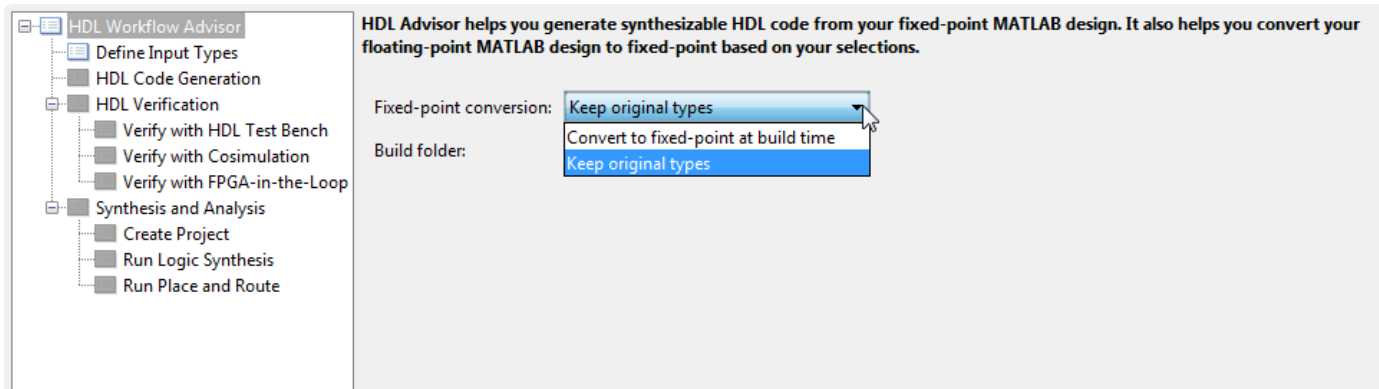 HDL Workflow Advisor
Define Input Types
HDL Code Generation
HDL Verification
Verify with HDL Test Bench
Verify with Cosimulation
Verify with FPGA-in-the-Loop
Synthesis and Analysis
Create Project
Run Logic Synthesis
Run Place and Route
HDL Advisor helps you generate synthesizable HDL code from your fixed-point MATLAB design. It also helps you convert your
floating-point MATLAB design to fixed-point based on your selections.
Fixed-point conversion: Keep original types
Convert to fixed-point at build time
Build folder:
Keep original types